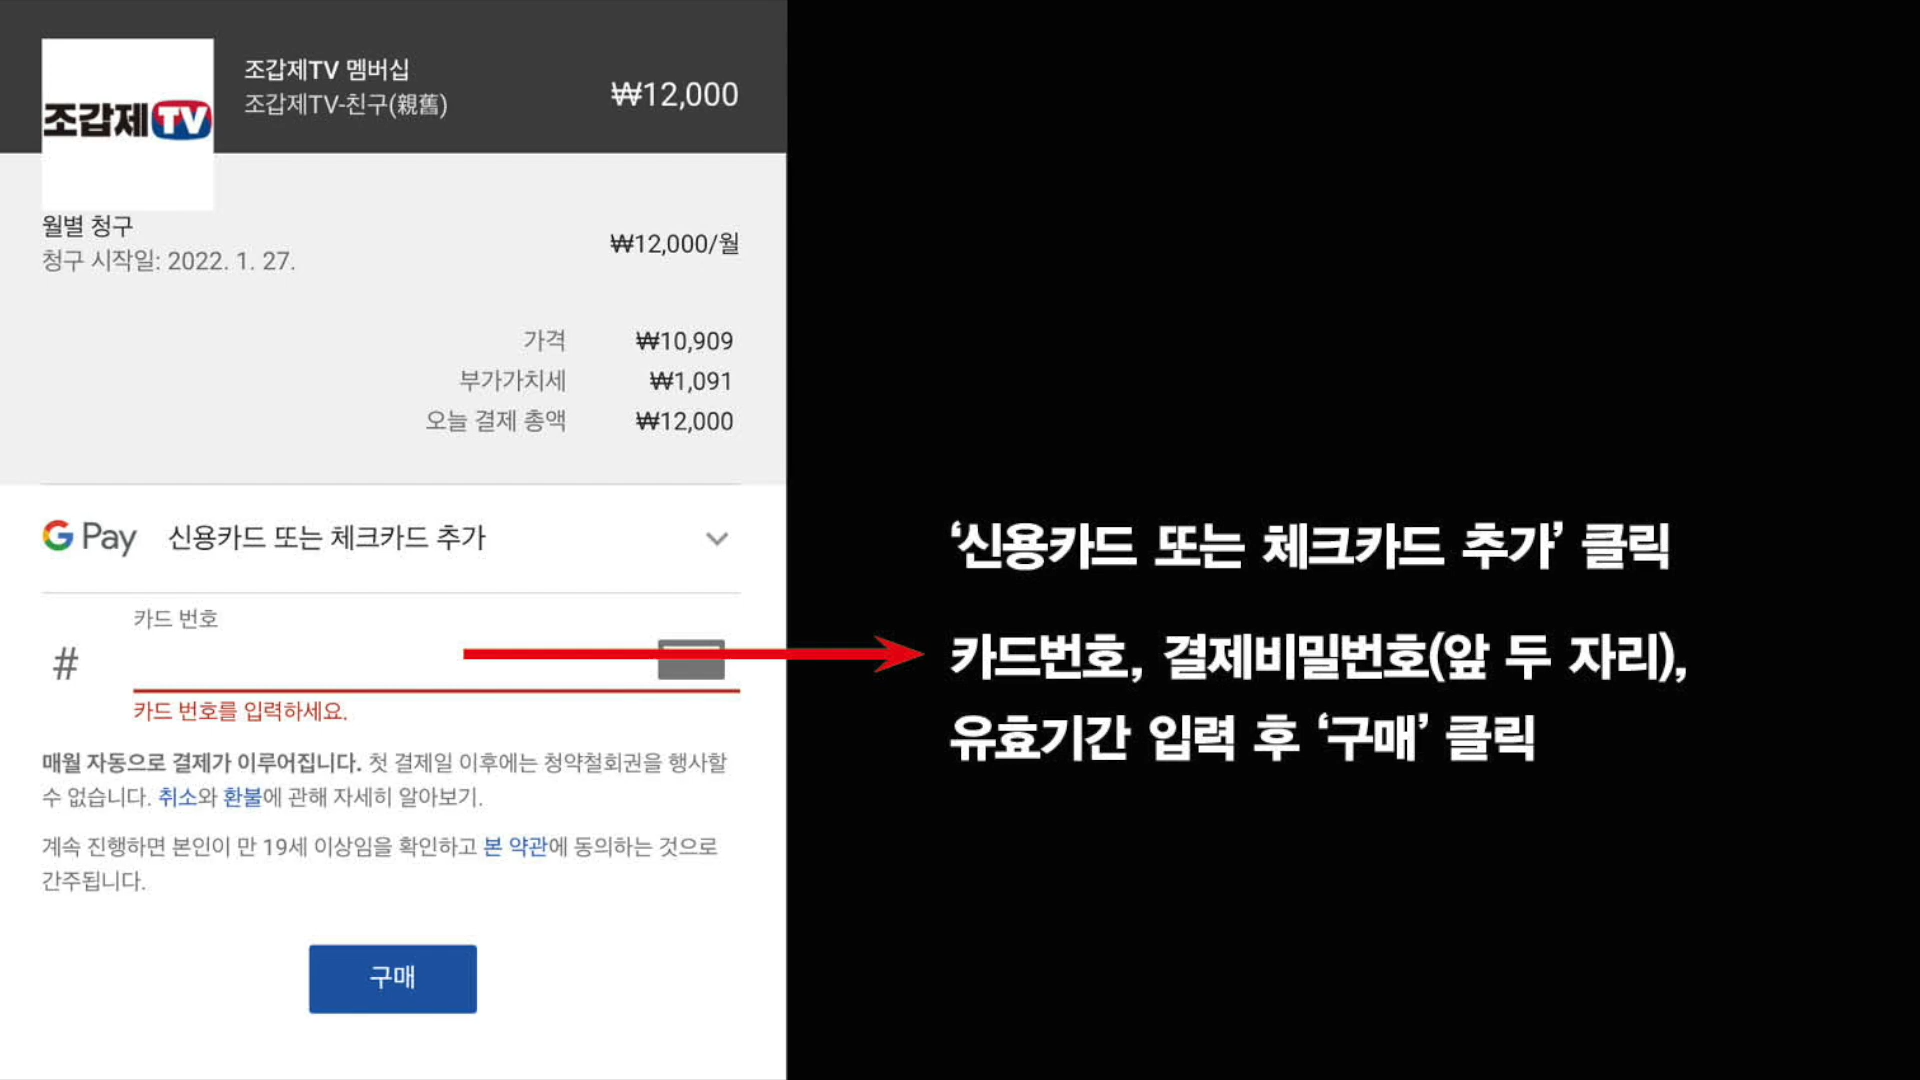 조갑제TV
조갑제TV 멤버십
조갑제TV-친구(親舊)
₩12,000
월별 청구
청구 시작일: 2022. 1. 27.
₩12,000/월
가격 ₩10,909
부가가치세 ₩1,091
오늘 결제 총액 ₩12,000
G Pay 신용카드 또는 체크카드 추가
카드 번호
#
카드 번호를 입력하세요.
매월 자동으로 결제가 이루어집니다. 첫 결제일 이후에는 청약철회권을 행사할
수 없습니다. 취소와 환불에 관해 자세히 알아보기.
계속 진행하면 본인이 만 19세 이상임을 확인하고 본 약관에 동의하는 것으로
간주됩니다.
구매
‘신용카드 또는 체크카드 추가’ 클릭
카드번호, 결제비밀번호(앞 두 자리),
유효기간 입력 후 ‘구매’ 클릭